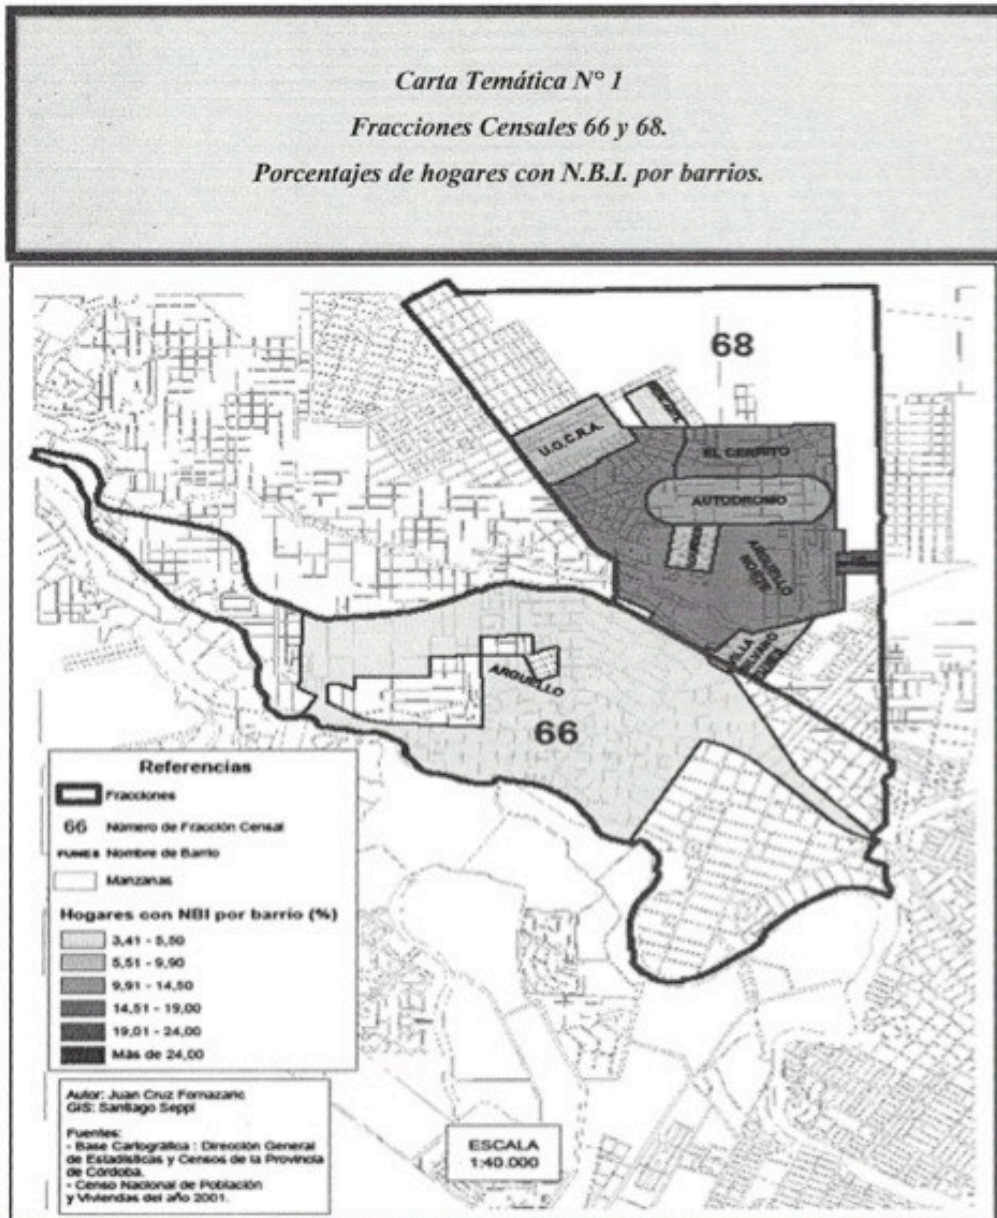 Carta Temática N° 1
Fracciones Censales 66 y 68.
Porcentajes de hogares con N.B.I. por barrios.
68
U.O.C.R.A.
EL CERRITO
AUTODROMO
ARGUELLO
VILLA
ARGUELLO
66
Referencias
Fracciones
66 Número de Fracción Censal
FUNES Nombre de Barrio
Manzanas
Hogares con NBI por barrio (%)
3,41 - 5,50
5,51 - 9,90
9,91 - 14,50
14,51 - 19,00
19,01 - 24,00
Más de 24,00
Autor: Juan Cruz Fornazaric
GIS: Santiago Seppi
Fuentes:
- Base Cartográfica : Dirección General
de Estadísticas y Censos de la Provincia
de Córdoba.
- Censo Nacional de Población
y Viviendas del año 2001.
ESCALA
1:40.000